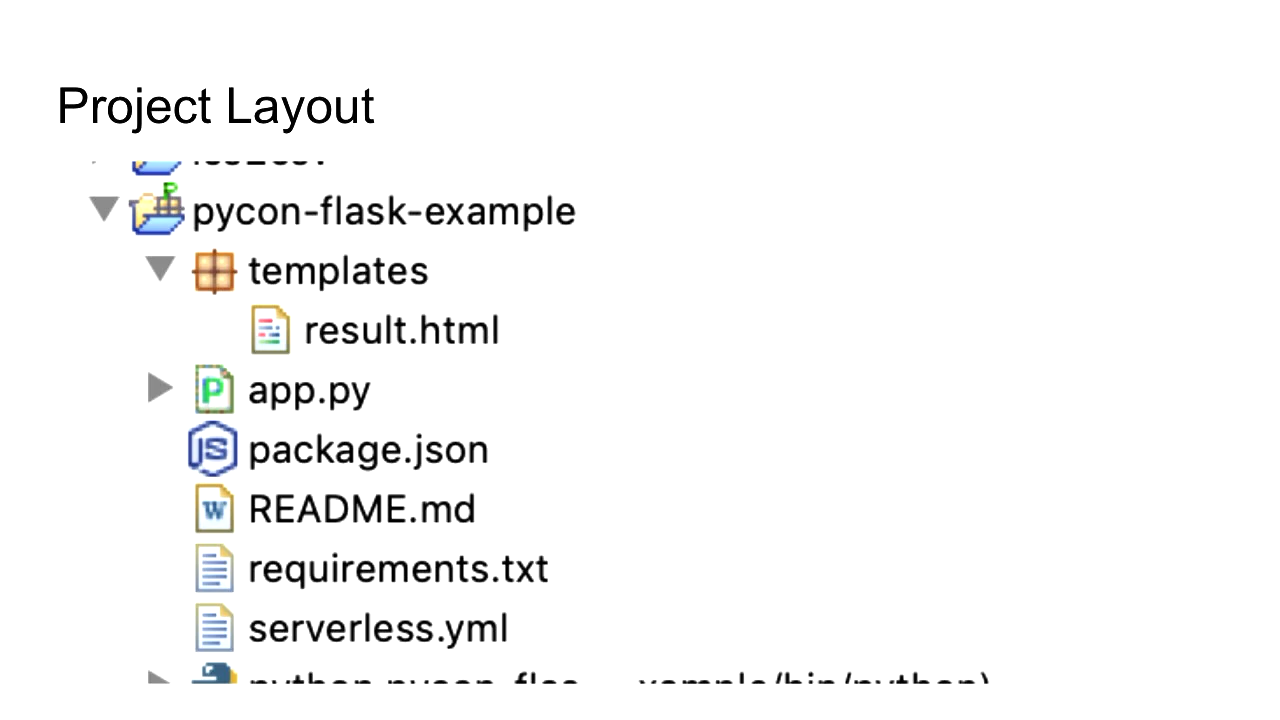 Project Layout
pycon-flask-example
templates
result.html
app.py
package.json
README.md
requirements.txt
serverless.yml